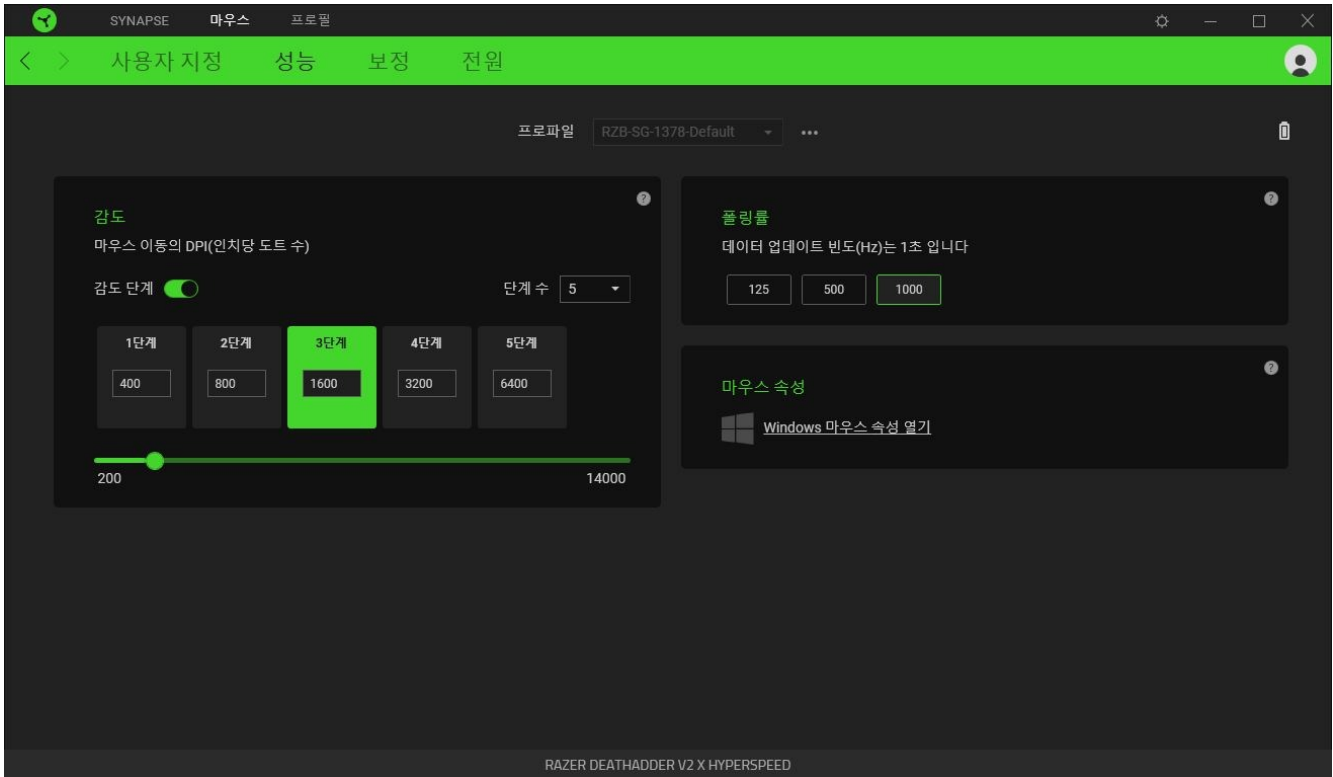 SYNAPSE 마우스 프로필
사용자 지정 성능 보정 전원
프로파일 RZB-SG-1378-Default
감도
마우스 이동의 DPI(인치당 도트 수)
감도 단계 단계 수 5
1단계 2단계 3단계 4단계 5단계
400 800 1600 3200 6400
200 14000
폴링률
데이터 업데이트 빈도(Hz)는 1초 입니다
125 500 1000
마우스 속성
Windows 마우스 속성 열기
RAZER DEATHADDER V2 X HYPERSPEED